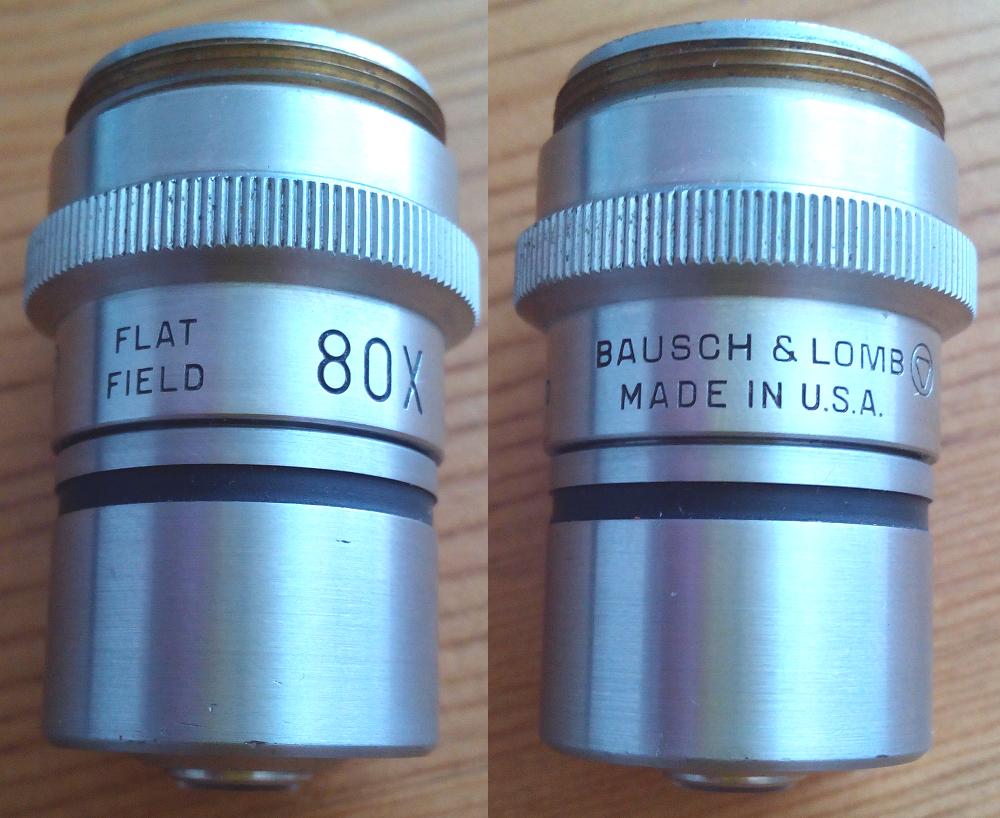 FLAT
FIELD
80X
BAUSCH & LOMB
MADE IN U.S.A.